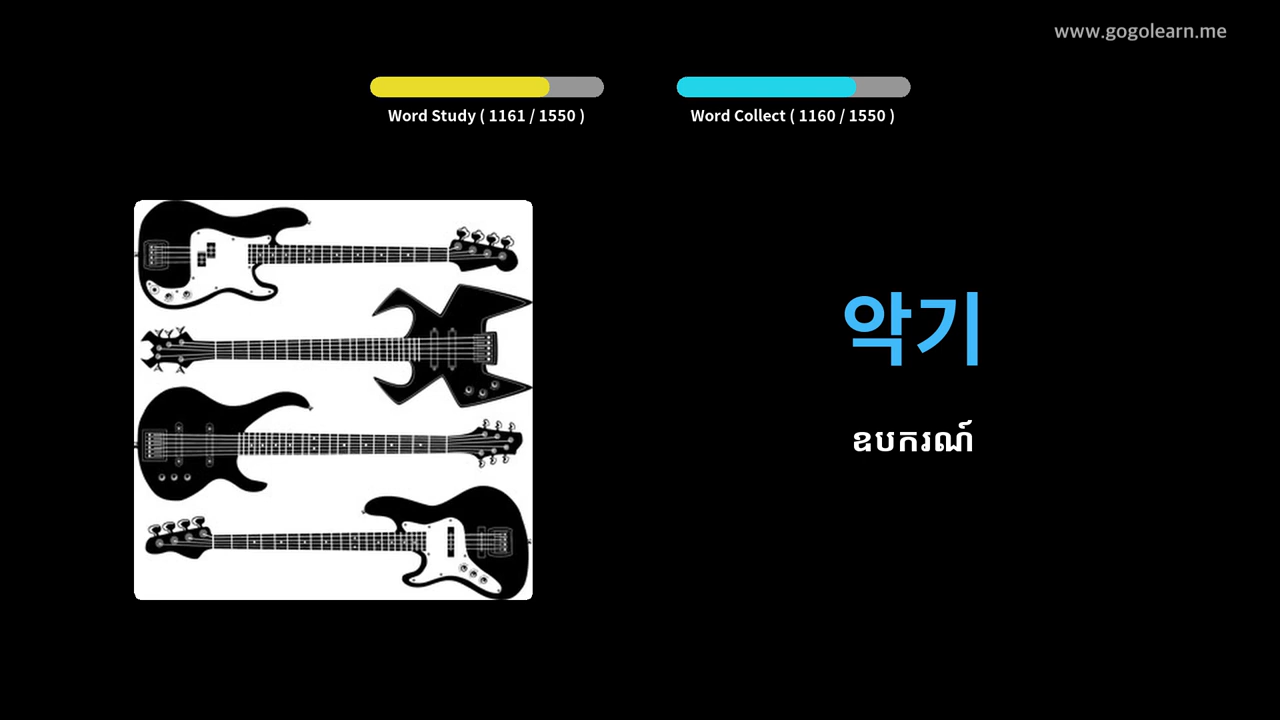 www.gogolearn.me
Word Study ( 1161 / 1550 )
Word Collect ( 1160 / 1550 )
악기
ឧបករណ៍